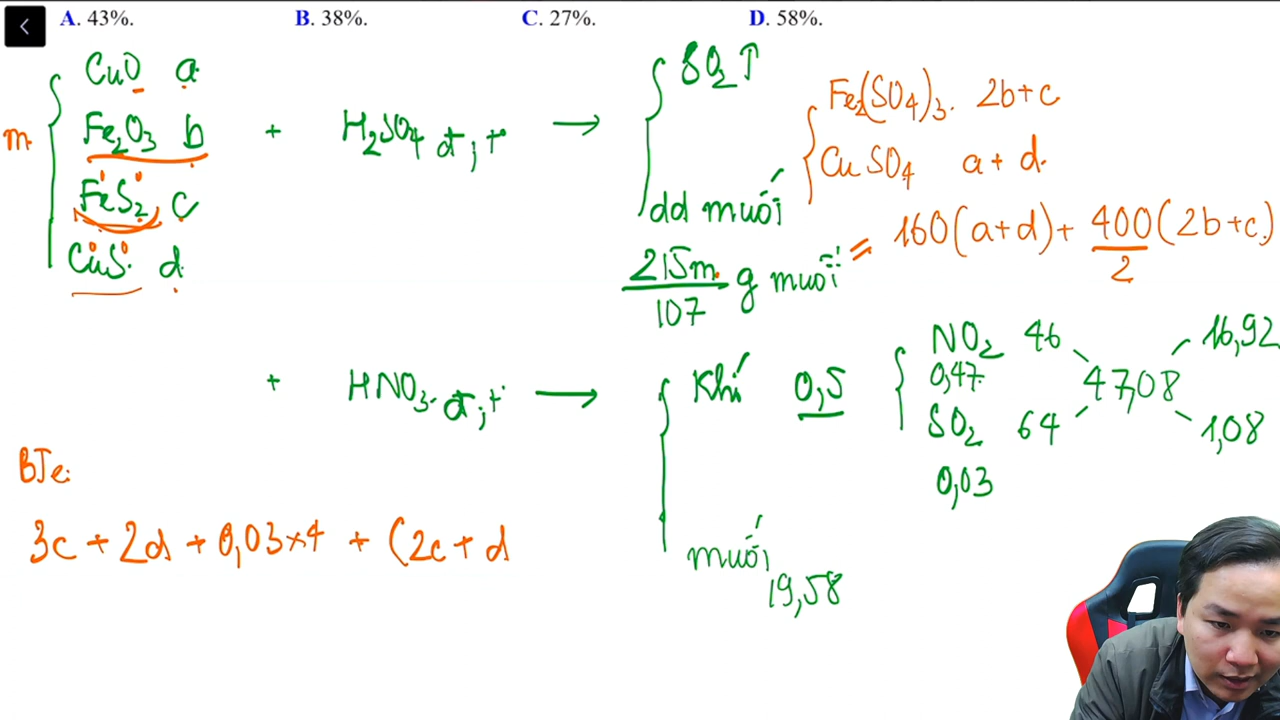 A. 43%. B. 38%. C. 27%. D. 58%.
m
CuO a
Fe2O3 b
FeS2 c
CuS d
+ H2SO4 đ, t° →
SO2 ↑
dd muối
Fe2(SO4)3. 2b+c
CuSO4 a+d.
215m/107 g muối = 160(a+d)+ 400/2 (2b+c)
+ HNO3 đ, t° →
Khí 0,5
NO2 46 16,92
0,47 47,08
SO2 64 1,08
0,03
muối
19,58
BTe:
3c + 2d + 0,03×4 + (2c + d